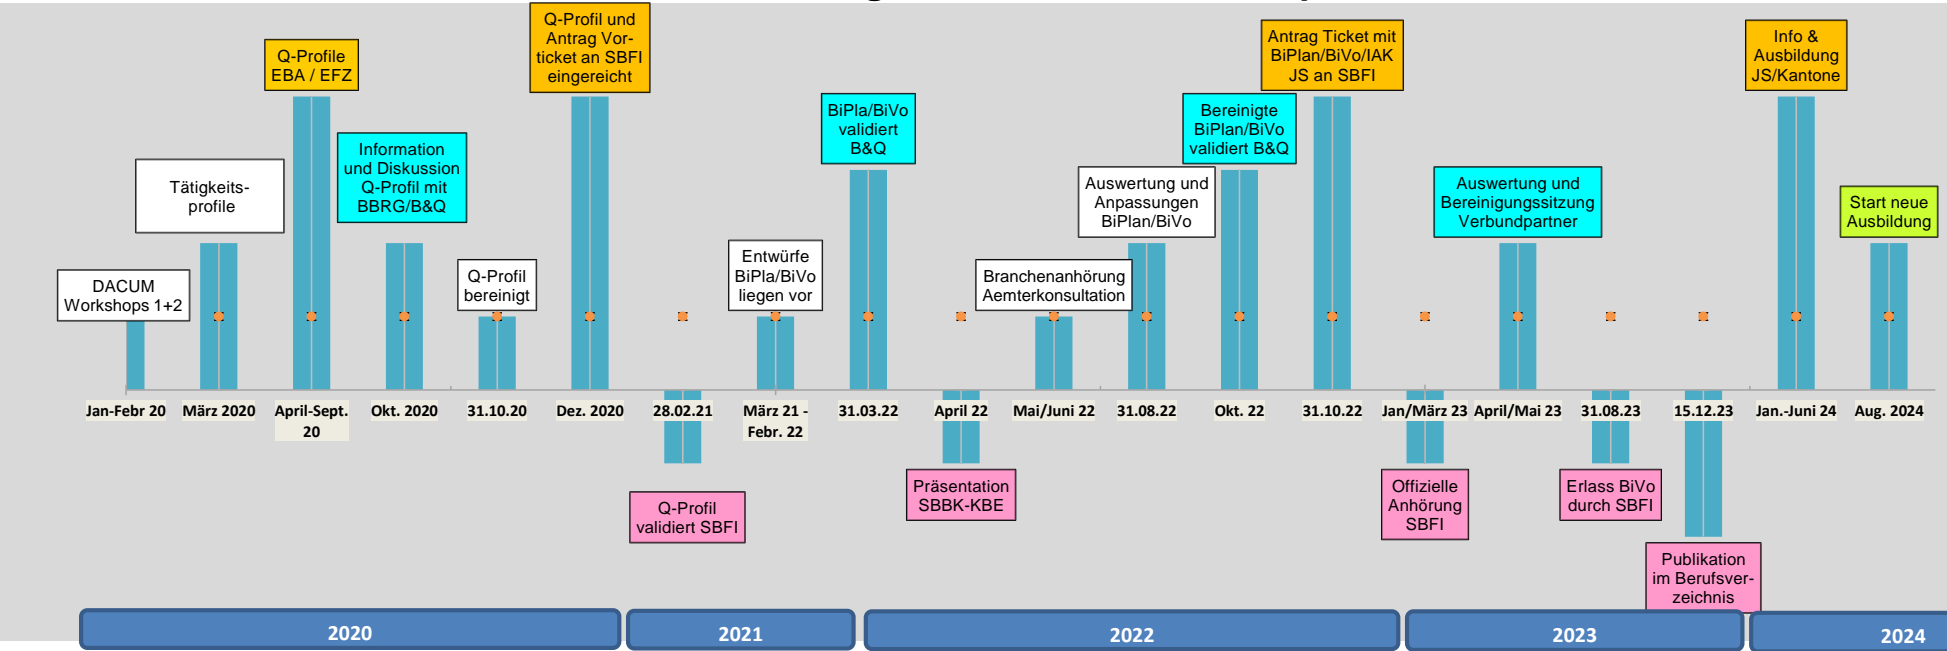 Q-Profile
EBA / EFZ
Q-Profil und
Antrag Vor-
ticket an SBFI
eingereicht
Antrag Ticket mit
BiPlan/BiVo/IAK
JS an SBFI
Info &
Ausbildung
JS/Kantone
Information
und Diskussion
Q-Profil mit
BBRG/B&Q
BiPla/BiVo
validiert
B&Q
Bereinigte
BiPlan/BiVo
validiert B&Q
Tätigkeits-
profile
Auswertung und
Anpassungen
BiPlan/BiVo
Auswertung und
Bereinigungssitzung
Verbundpartner
Start neue
Ausbildung
DACUM
Workshops 1+2
Q-Profil
bereinigt
Entwürfe
BiPla/BiVo
liegen vor
Branchenanhörung
Aemterkonsultation
Jan-Febr 20
März 2020
April-Sept.
20
Okt. 2020
31.10.20
Dez. 2020
28.02.21
März 21 -
Febr. 22
31.03.22
April 22
Mai/Juni 22
31.08.22
Okt. 22
31.10.22
Jan/März 23
April/Mai 23
31.08.23
15.12.23
Jan.-Juni 24
Aug. 2024
Q-Profil
validiert SBFI
Präsentation
SBBK-KBE
Offizielle
Anhörung
SBFI
Erlass BiVo
durch SBFI
Publikation
im Berufsver-
zeichnis
2020
2021
2022
2023
2024